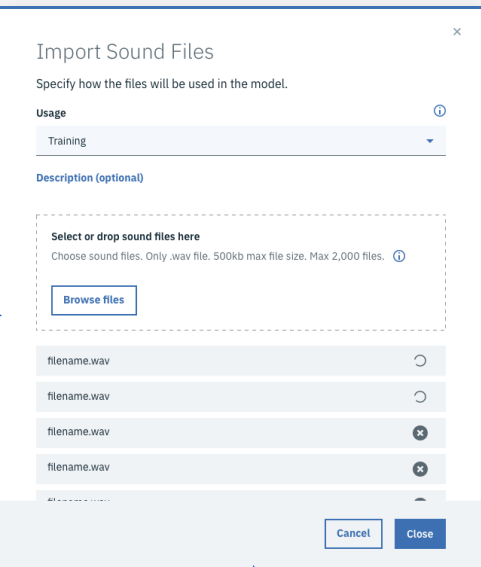 Import Sound Files
Specify how the files will be used in the model.
Usage
Training
Description (optional)
Select or drop sound files here
Choose sound files. Only .wav file. 500kb max file size. Max 2,000 files.
Browse files
filename.wav
filename.wav
filename.wav
filename.wav
Cancel
Close